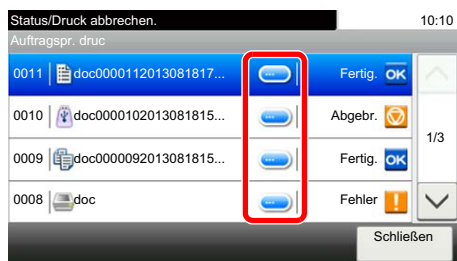 Status/Druck abbrechen. 10:10
Auftragspr. druc
0011 doc0000112013081817... ... Fertig. OK
0010 doc0000102013081815... ... Abgebr.
1/3
0009 doc0000092013081815... ... Fertig. OK
0008 doc ... Fehler !
Schließen